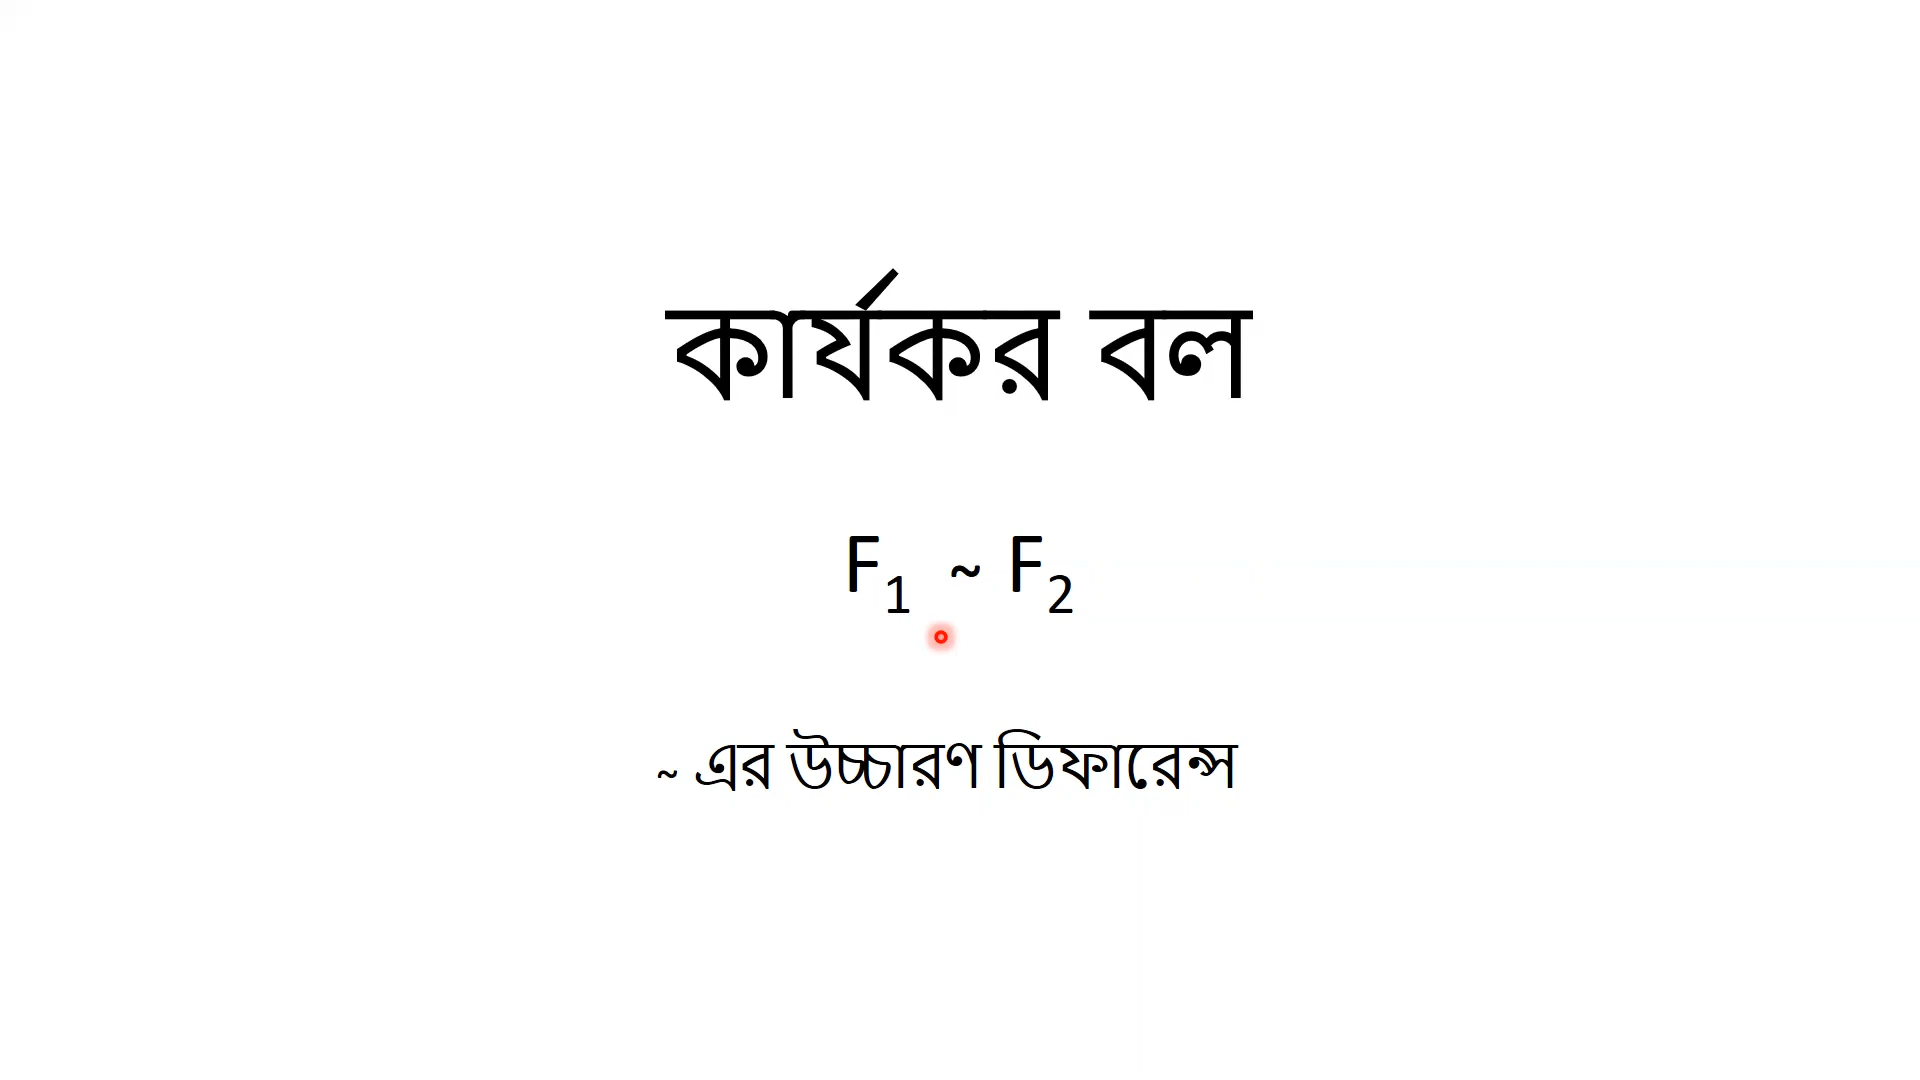 কার্যকর বল
F₁ ~ F₂
~ এর উচ্চারণ ডিফারেন্স